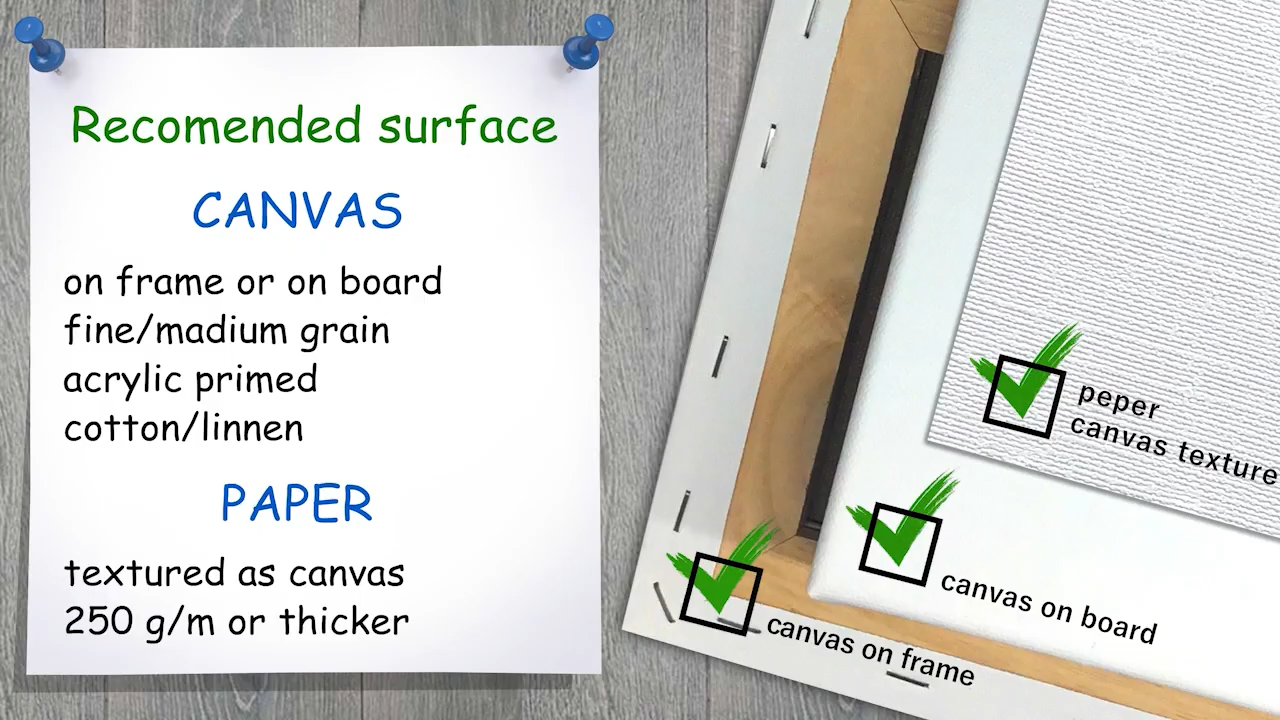 Recomended surface
CANVAS
on frame or on board
fine/madium grain
acrylic primed
cotton/linnen
PAPER
textured as canvas
250 g/m or thicker
peper
canvas texture
canvas on board
canvas on frame